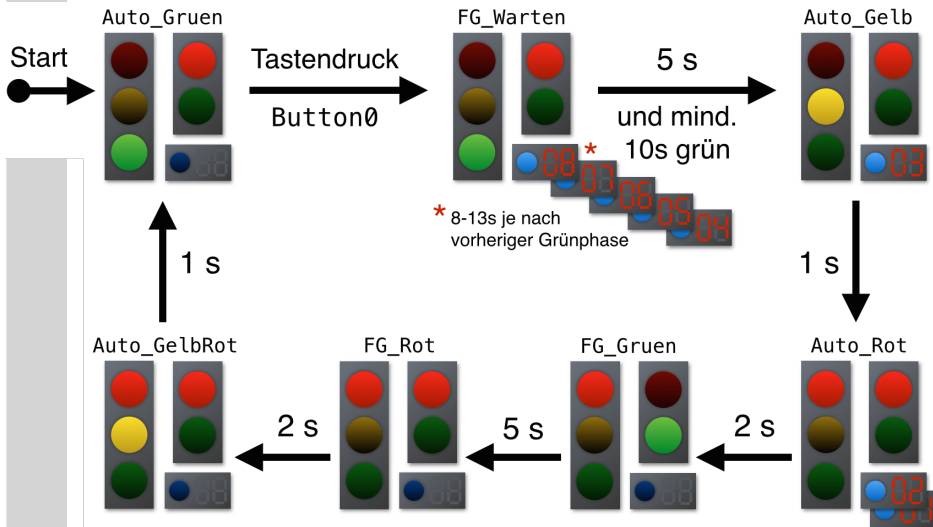 Auto_Gruen
FG_Warten
Auto_Gelb
Start
Tastendruck
Button0
5 s
und mind.
10s grün
08
*
07
06
05
04
03
* 8-13s je nach
vorheriger Grünphase
1 s
1 s
Auto_GelbRot
FG_Rot
FG_Gruen
Auto_Rot
2 s
5 s
2 s
02